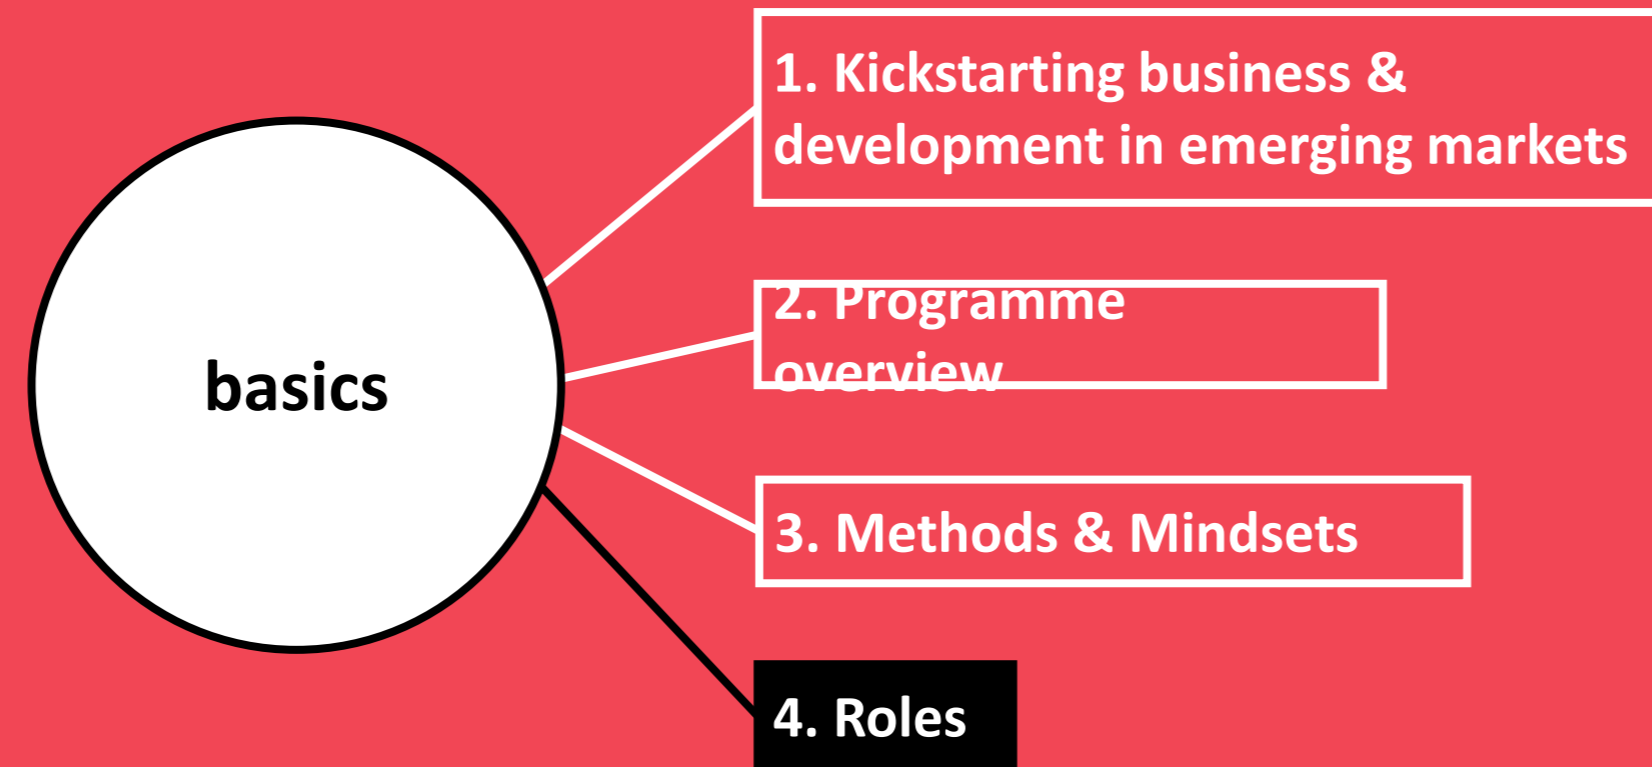 basics
1. Kickstarting business &
development in emerging markets
2. Programme
overview
3. Methods & Mindsets
4. Roles